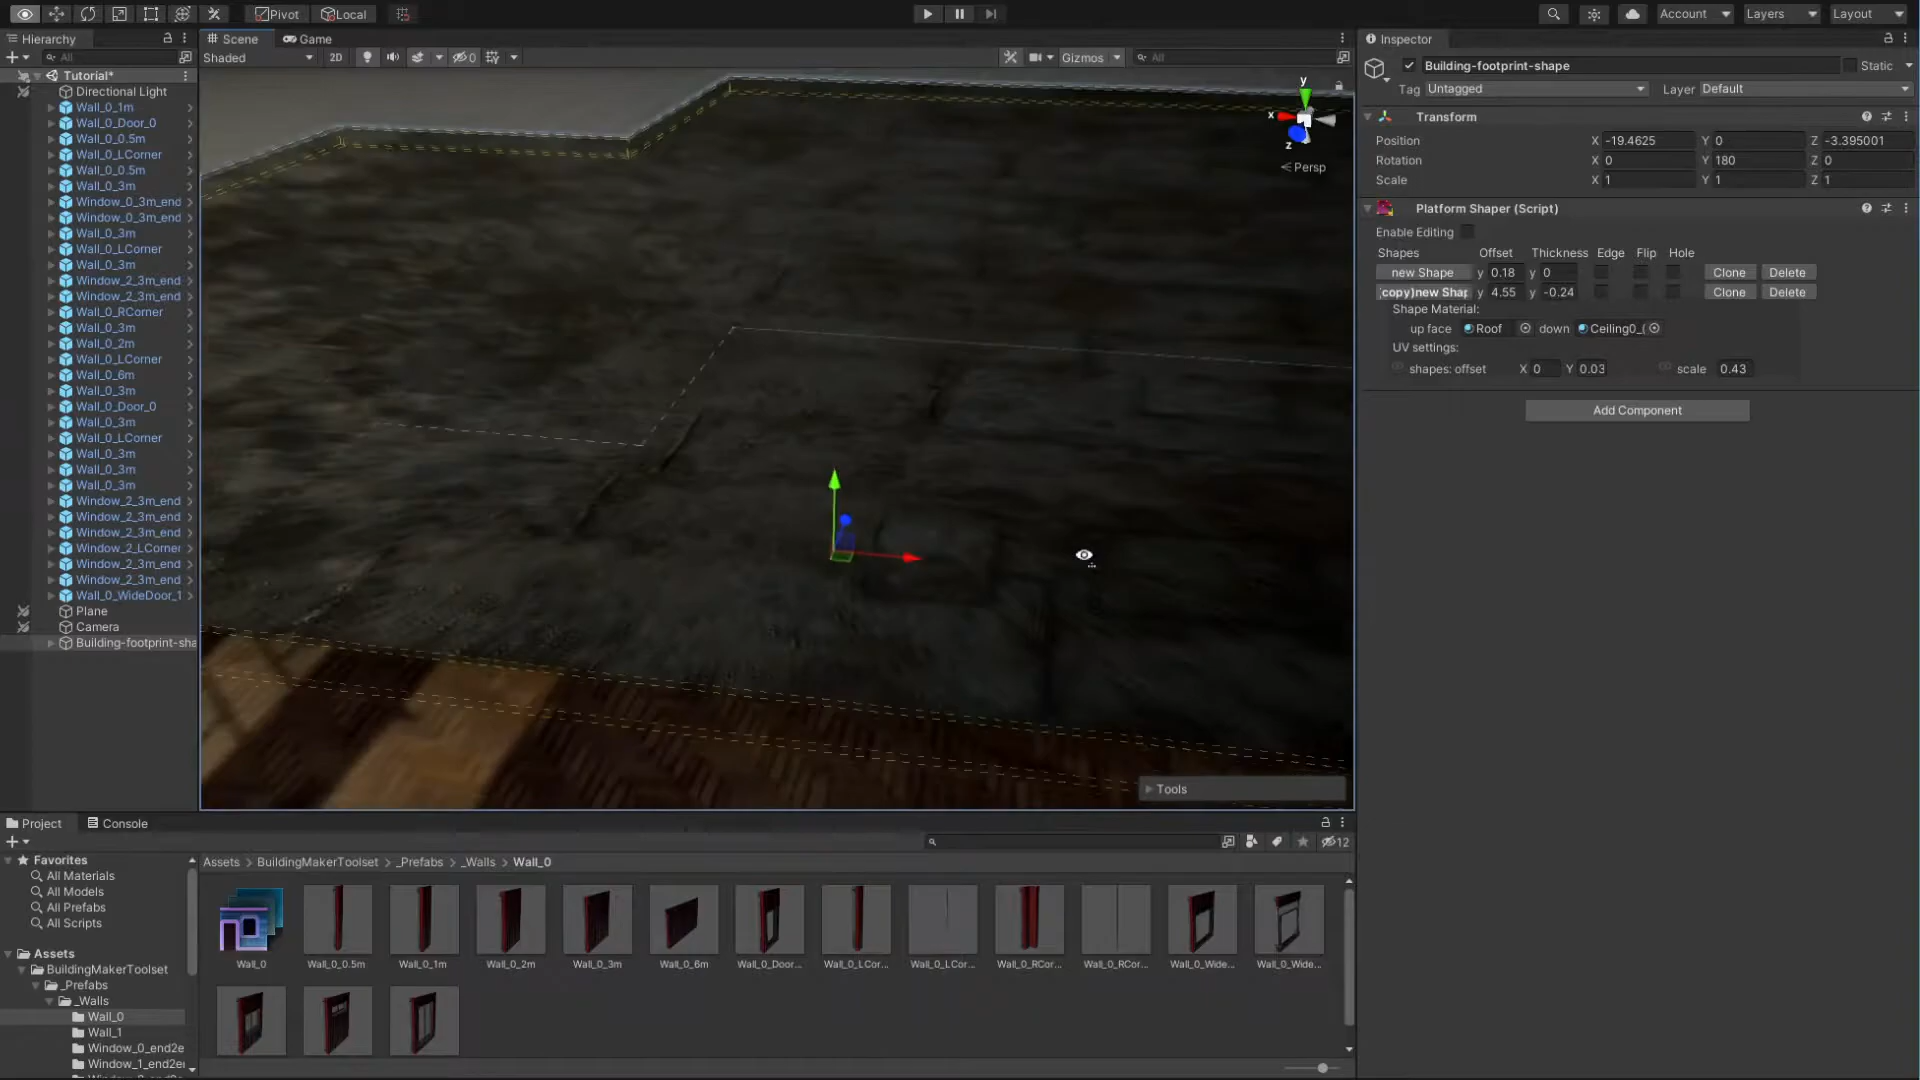 Pivot
Local
Account
Layers
Layout
Hierarchy
All
Tutorial*
Directional Light
Wall_0_1m
Wall_0_Door_0
Wall_0_0.5m
Wall_0_LCorner
Wall_0_0.5m
Wall_0_3m
Window_0_3m_end
Window_0_3m_end
Wall_0_3m
Wall_0_LCorner
Wall_0_3m
Window_2_3m_end
Window_2_3m_end
Wall_0_RCorner
Wall_0_3m
Wall_0_2m
Wall_0_LCorner
Wall_0_6m
Wall_0_3m
Wall_0_Door_0
Wall_0_3m
Wall_0_LCorner
Wall_0_3m
Wall_0_3m
Wall_0_3m
Window_2_3m_end
Window_2_3m_end
Window_2_3m_end
Window_2_LCorner
Window_2_3m_end
Window_2_3m_end
Wall_0_WideDoor_1
Plane
Camera
Building-footprint-sha
Scene
Game
Shaded
2D
0
Gizmos
All
y
x
z
Persp
Tools
Inspector
Building-footprint-shape
Static
Tag Untagged
Layer Default
Transform
Position X -19.4625 Y 0 Z -3.395001
Rotation X 0 Y 180 Z 0
Scale X 1 Y 1 Z 1
Platform Shaper (Script)
Enable Editing
Shapes Offset Thickness Edge Flip Hole
new Shape y 0.18 y 0 Clone Delete
(copy)new Shap y 4.55 y -0.24 Clone Delete
Shape Material:
up face Roof down Ceiling0_(
UV settings:
shapes: offset X 0 Y 0.03 scale 0.43
Add Component
Project
Console
12
Favorites
All Materials
All Models
All Prefabs
All Scripts
Assets
BuildingMakerToolset
_Prefabs
_Walls
Wall_0
Wall_1
Window_0_end2e
Window_1_end2e
Assets > BuildingMakerToolset > _Prefabs > _Walls > Wall_0
Wall_0
Wall_0_0.5m
Wall_0_1m
Wall_0_2m
Wall_0_3m
Wall_0_6m
Wall_0_Door...
Wall_0_LCor...
Wall_0_LCor...
Wall_0_RCor...
Wall_0_RCor...
Wall_0_Wide...
Wall_0_Wide...